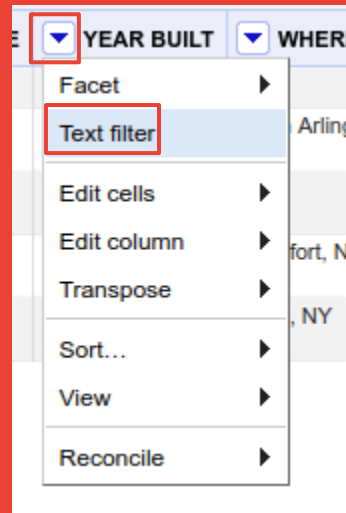 E YEAR BUILT WHER
Facet
Text filter
Arling
Edit cells
Edit column
fort, N
Transpose
, NY
Sort...
View
Reconcile